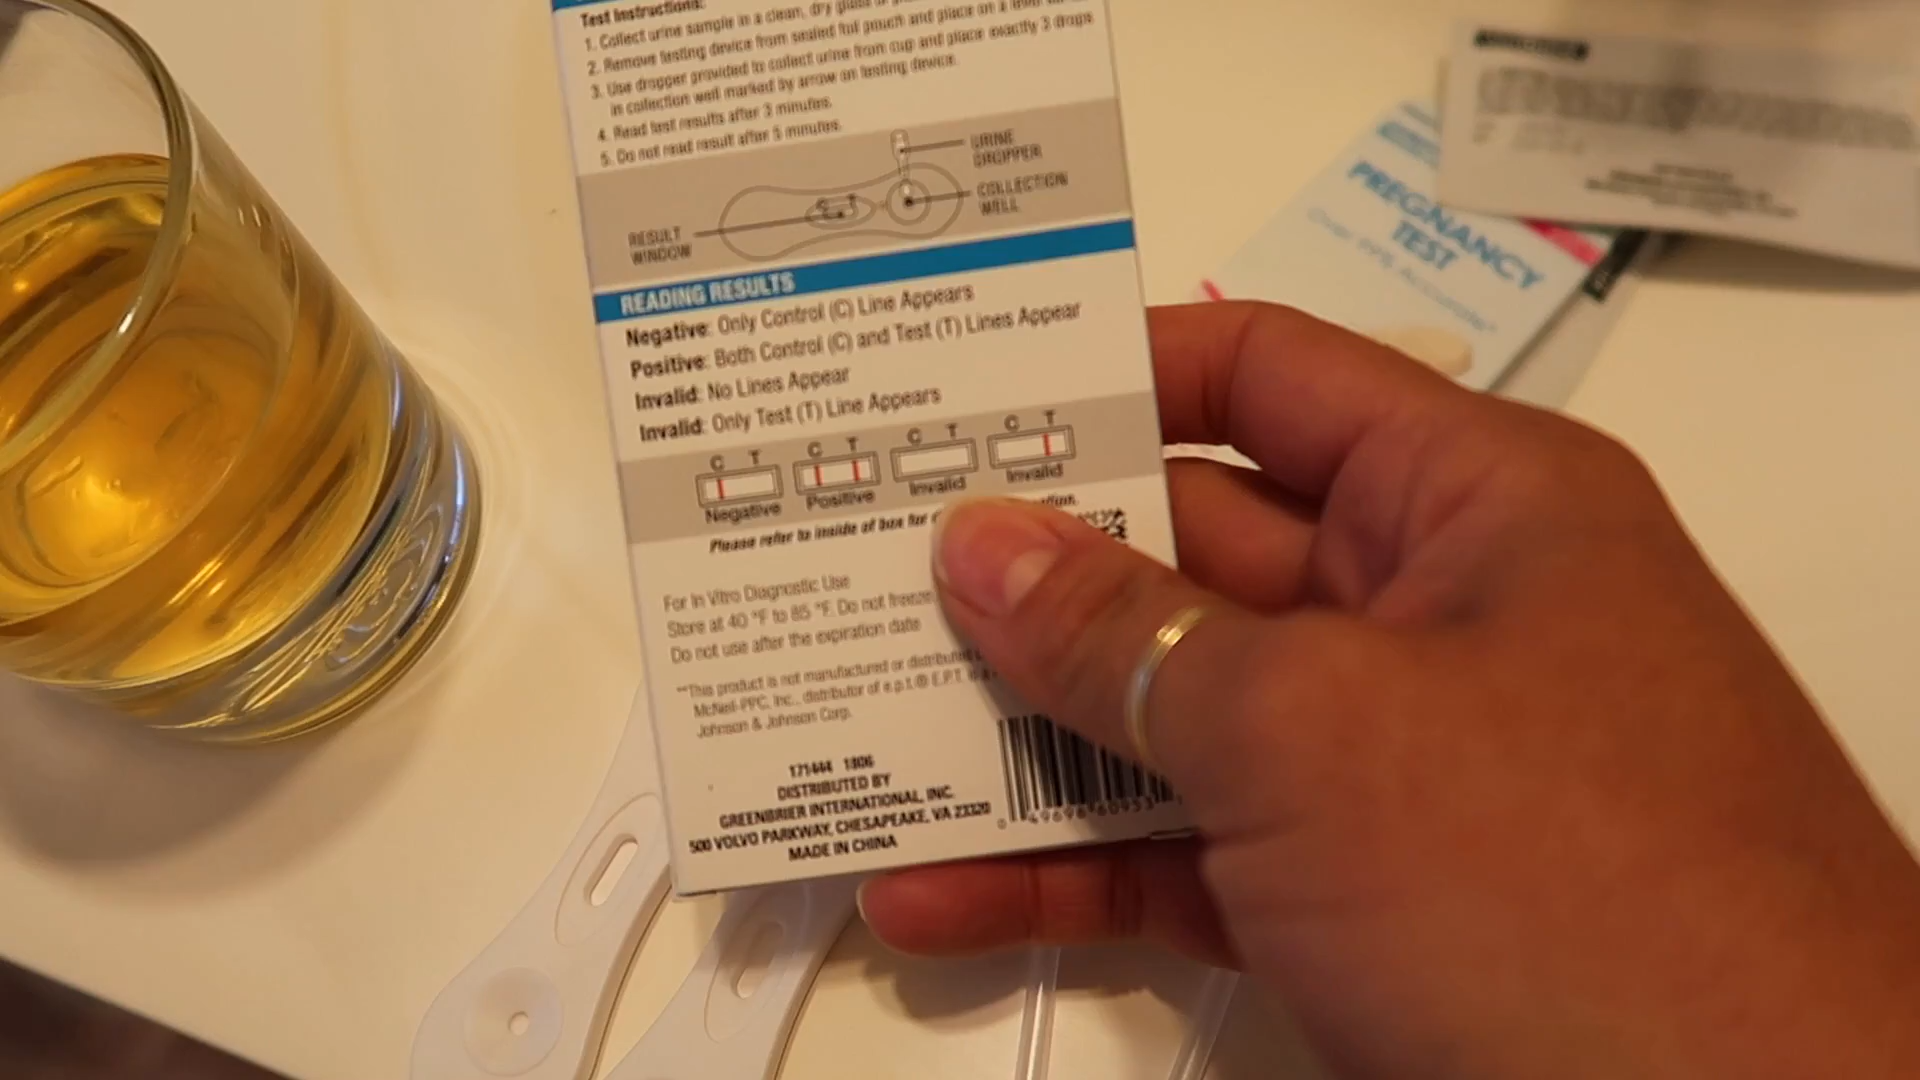 Test Instructions:
1. Collect urine sample in a clean, dry glass or
2. Remove testing device from sealed foil pouch and place on a level
3. Use dropper provided to collect urine from cup and place exactly 3 drops
in collection well marked by arrow on testing device.
4. Read test results after 3 minutes.
5. Do not read result after 5 minutes.
URINE
DROPPER
COLLECTION
WELL
C T
RESULT
WINDOW
READING RESULTS
Negative: Only Control (C) Line Appears
Positive: Both Control (C) and Test (T) Lines Appear
Invalid: No Lines Appear
Invalid: Only Test (T) Line Appears
C T C T C T C T
Negative Positive Invalid Invalid
Please refer to inside of box for
For In Vitro Diagnostic Use
Store at 40 °F to 85 °F. Do not freeze.
Do not use after the expiration date
**This product is not manufactured or distributed
McNeil-PPC, Inc., distributor of e.p.t.® E.P.T. is a
Johnson & Johnson Corp.
171444 1806
DISTRIBUTED BY
GREENBRIER INTERNATIONAL, INC.
500 VOLVO PARKWAY, CHESAPEAKE, VA 23320
MADE IN CHINA
0 49696 60953
PREGNANCY
TEST
Over 99% Accurate*